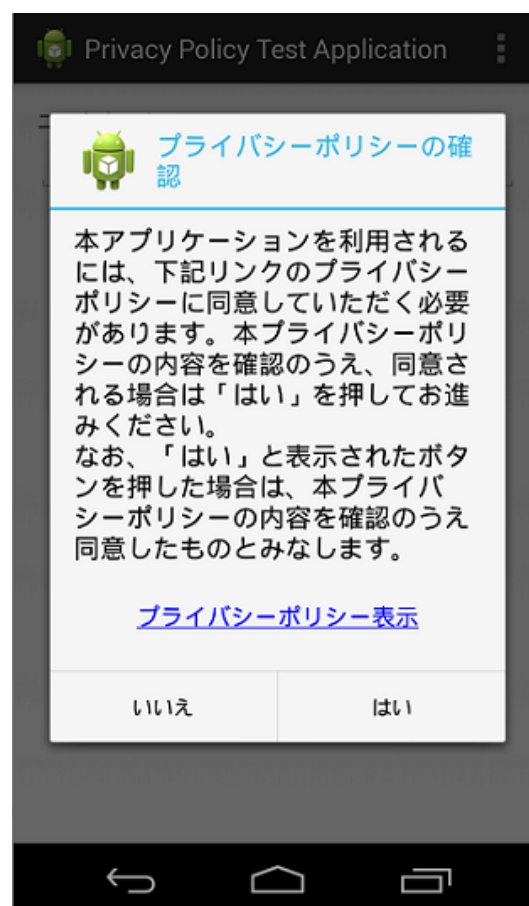 Privacy Policy Test Application
プライバシーポリシーの確
認
本アプリケーションを利用される
には、下記リンクのプライバシー
ポリシーに同意していただく必要
があります。本プライバシーポリ
シーの内容を確認のうえ、同意さ
れる場合は「はい」を押してお進
みください。
なお、「はい」と表示されたボタ
ンを押した場合は、本プライバ
シーポリシーの内容を確認のうえ
同意したものとみなします。
プライバシーポリシー表示
いいえ
はい